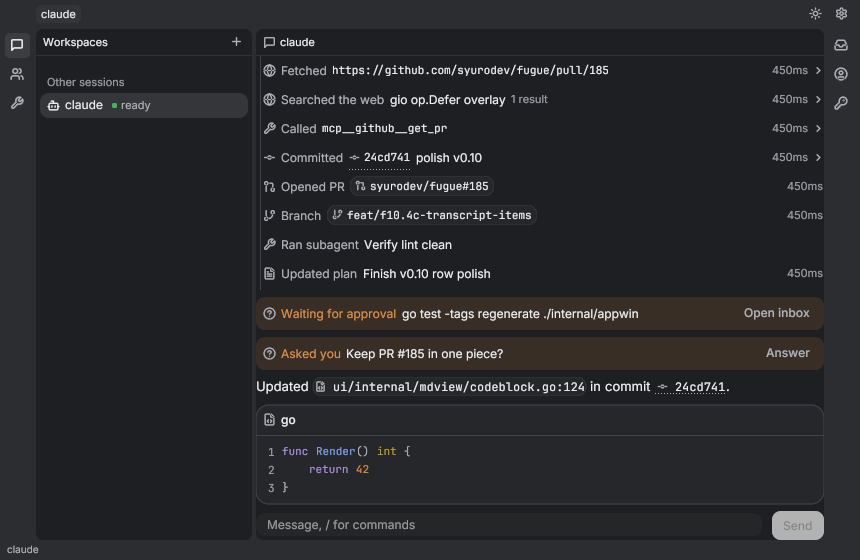 claude
Workspaces
Other sessions
claude ready
claude
Fetched https://github.com/syurodev/fugue/pull/185 450ms
Searched the web gio op.Defer overlay 1 result 450ms
Called mcp__github__get_pr 450ms
Committed 24cd741 polish v0.10 450ms
Opened PR syurodev/fugue#185 450ms
Branch feat/f10.4c-transcript-items 450ms
Ran subagent Verify lint clean
Updated plan Finish v0.10 row polish 450ms
Waiting for approval go test -tags regenerate ./internal/appwin Open inbox
Asked you Keep PR #185 in one piece? Answer
Updated ui/internal/mdview/codeblock.go:124 in commit 24cd741.
go
1 func Render() int {
2     return 42
3 }
Message, / for commands Send
claude